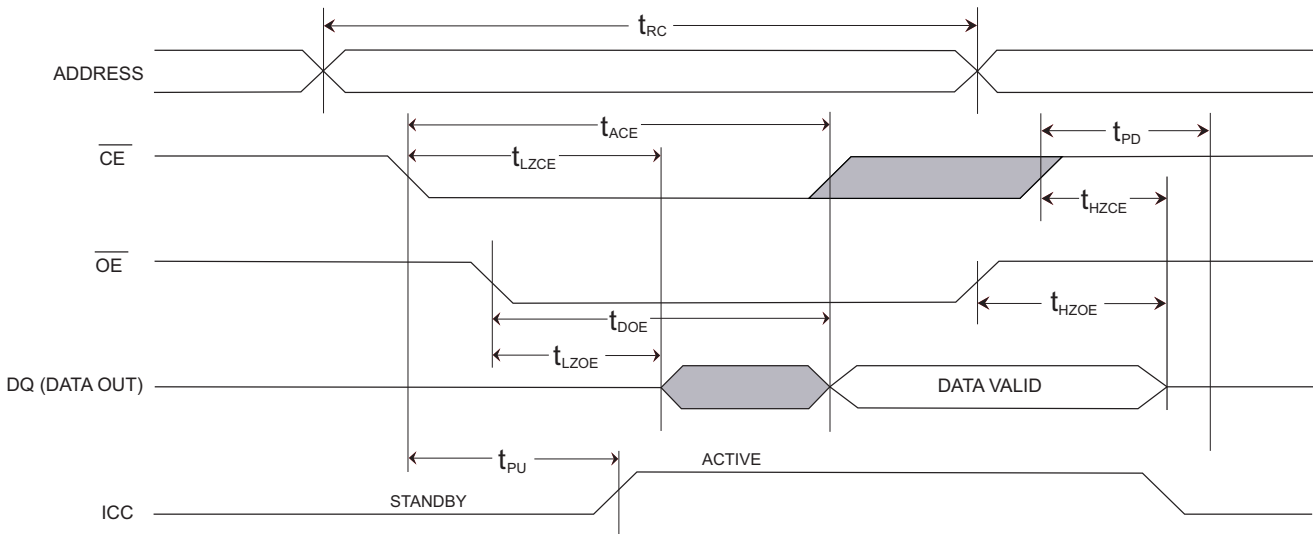 tRC
ADDRESS
tACE
tPD
CE
tLZCE
tHZCE
OE
tHZOE
tDOE
tLZOE
DQ (DATA OUT)
DATA VALID
tPU
ACTIVE
STANDBY
ICC